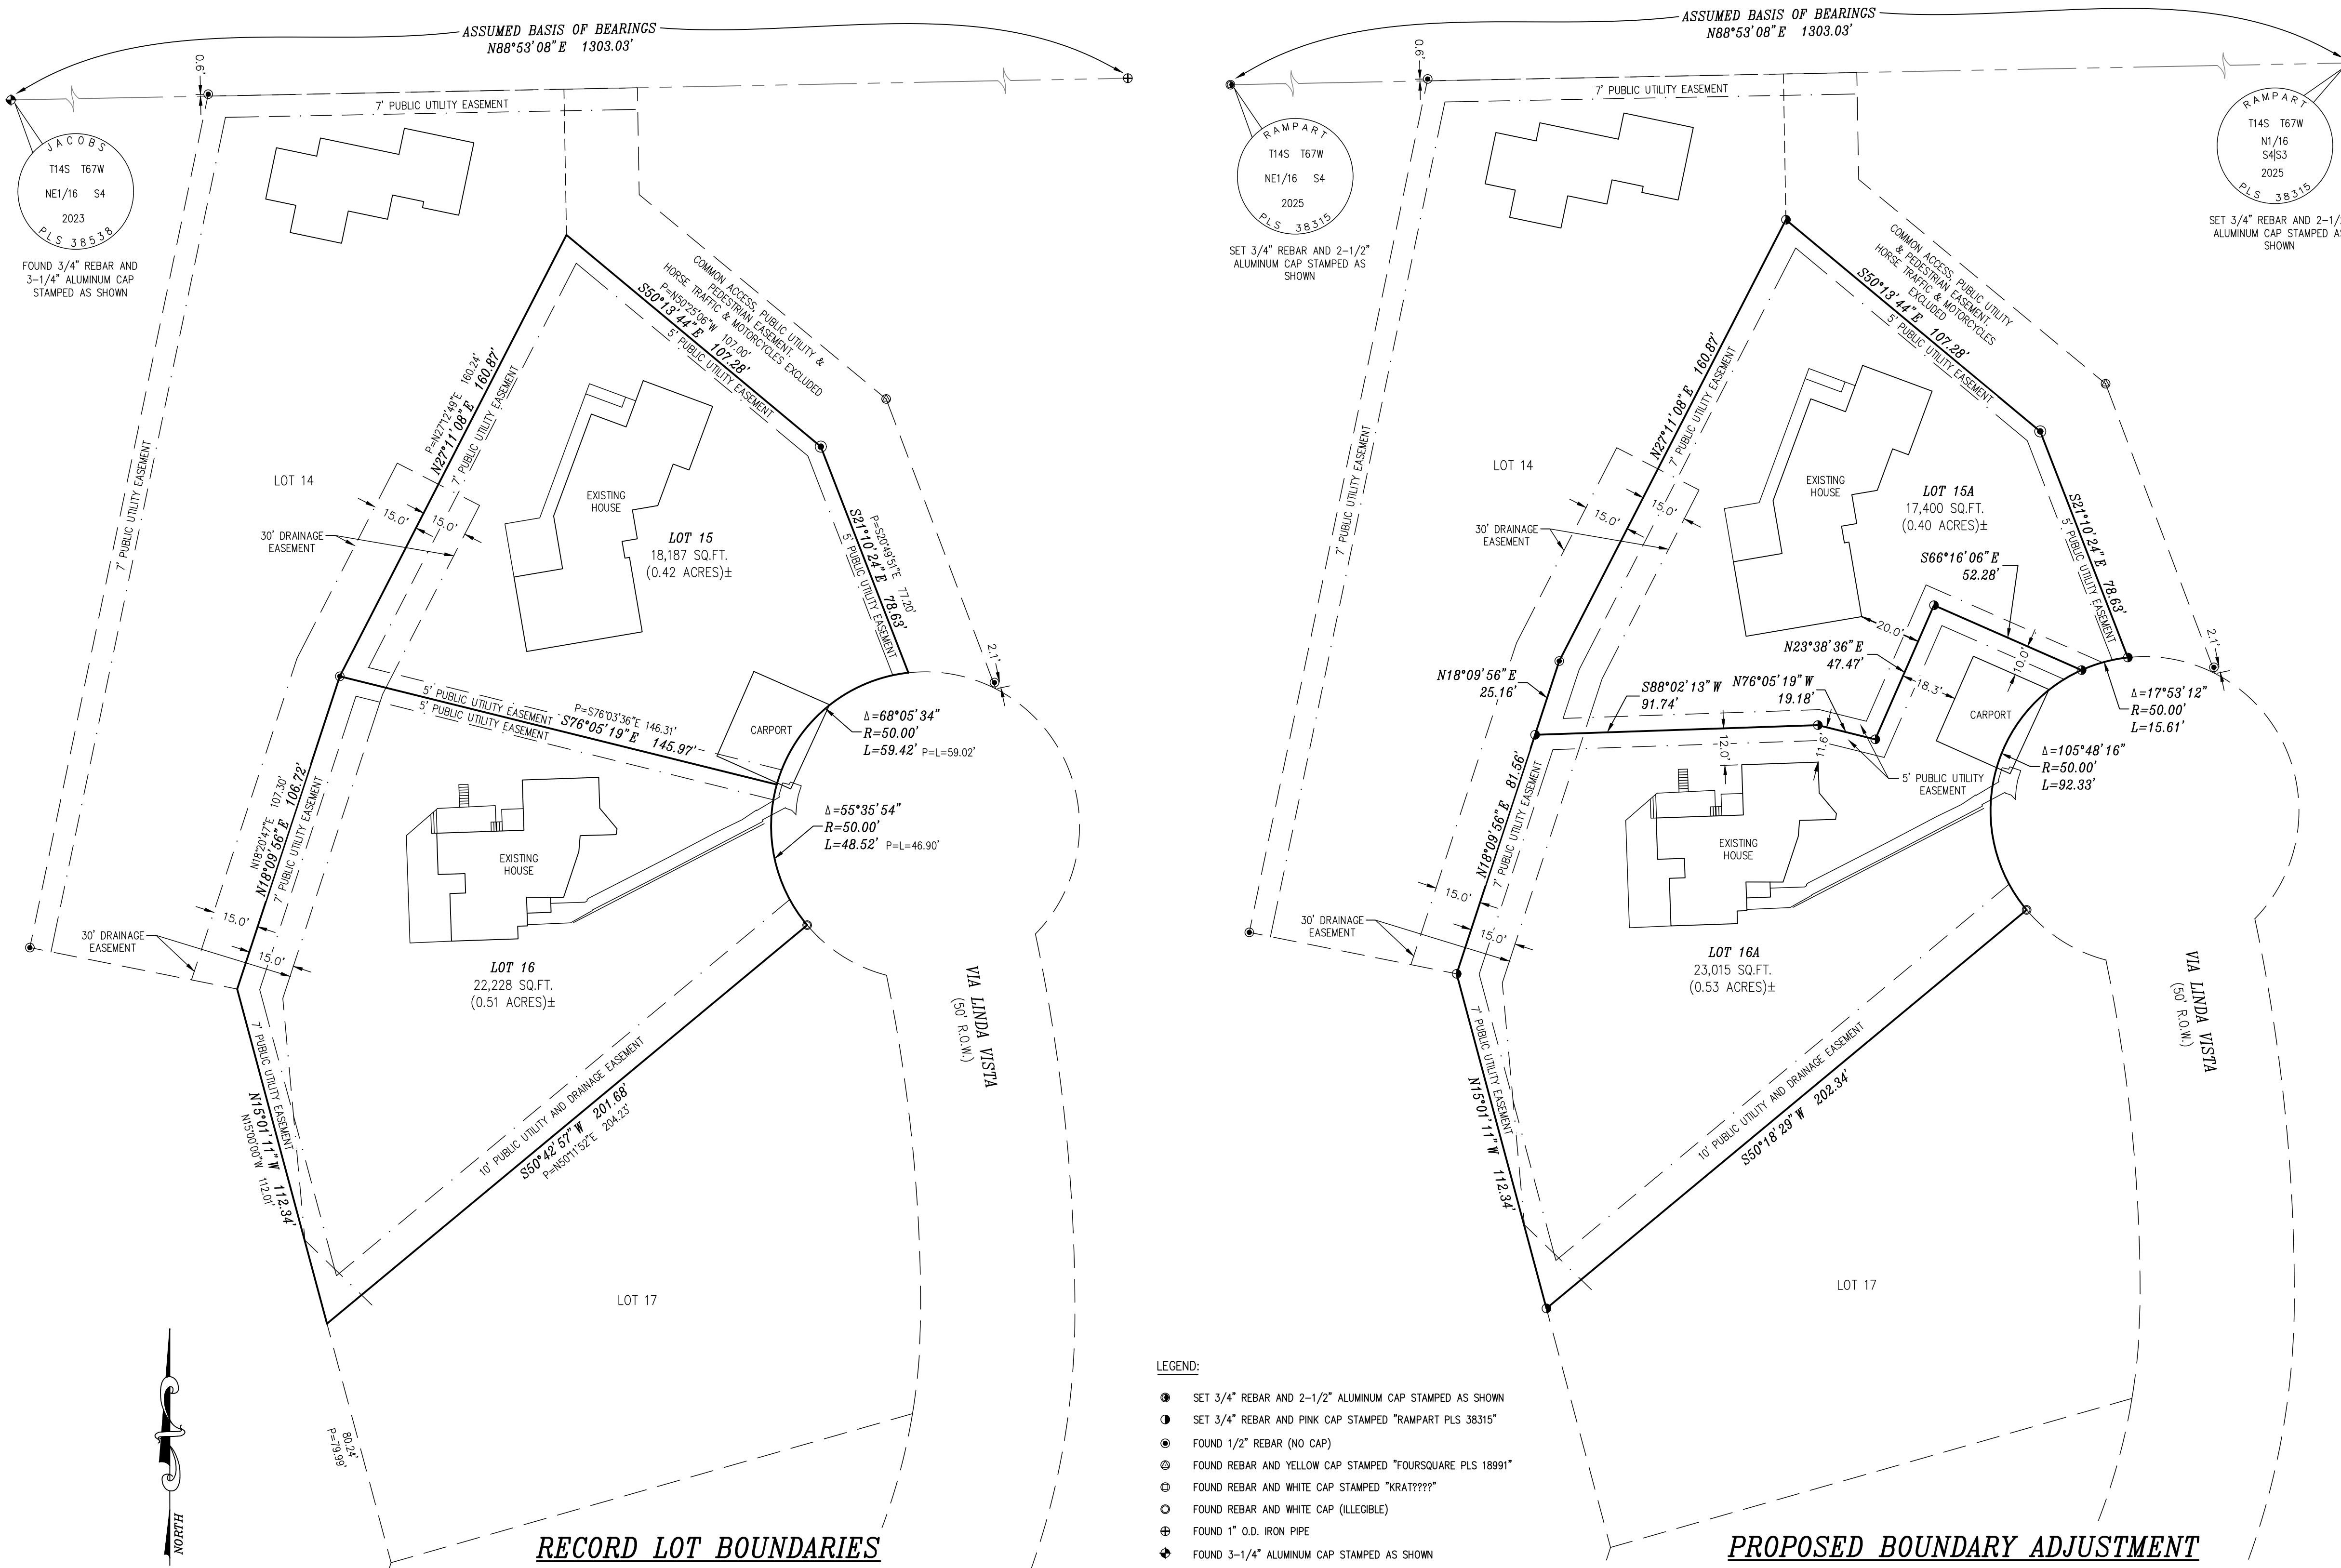 ASSUMED BASIS OF BEARINGS
N88°53'08"E 1303.03'
0.6'
7' PUBLIC UTILITY EASEMENT
JACOBS
T14S T67W
NE1/16 S4
2023
PLS 38538
FOUND 3/4" REBAR AND
3-1/4" ALUMINUM CAP
STAMPED AS SHOWN
COMMON ACCESS, PUBLIC UTILITY &
PEDESTRIAN EASEMENT.
HORSE TRAFFIC & MOTORCYCLES EXCLUDED
P=N50°25'06"W 107.00'
S50°13'44"E 107.28'
5' PUBLIC UTILITY EASEMENT
P=N27°12'49"E 160.24'
N27°11'08"E 160.87'
7' PUBLIC UTILITY EASEMENT
7' PUBLIC UTILITY EASEMENT
LOT 14
15.0'
15.0'
30' DRAINAGE
EASEMENT
EXISTING
HOUSE
LOT 15
18,187 SQ.FT.
(0.42 ACRES)±
P=S20°49'51"E 77.20'
S21°10'24"E 78.63'
5' PUBLIC UTILITY EASEMENT
2.1'
5' PUBLIC UTILITY EASEMENT
5' PUBLIC UTILITY EASEMENT
P=S76°03'36"E 146.31'
S76°05'19"E 145.97'
CARPORT
Δ=68°05'34"
R=50.00'
L=59.42' P=L=59.02'
Δ=55°35'54"
R=50.00'
L=48.52' P=L=46.90'
N18°20'47"E 107.30'
N18°09'56"E 106.72'
7' PUBLIC UTILITY EASEMENT
15.0'
15.0'
30' DRAINAGE
EASEMENT
EXISTING
HOUSE
LOT 16
22,228 SQ.FT.
(0.51 ACRES)±
VIA LINDA VISTA
(50' R.O.W.)
7' PUBLIC UTILITY EASEMENT
N15°01'11"W 112.34'
N15°00'00"W 112.01'
10' PUBLIC UTILITY AND DRAINAGE EASEMENT
S50°42'57"W 201.68'
P=N50°11'52"E 204.23'
LOT 17
80.24'
P=79.99'
NORTH
RECORD LOT BOUNDARIES
ASSUMED BASIS OF BEARINGS
N88°53'08"E 1303.03'
0.6'
7' PUBLIC UTILITY EASEMENT
RAMPART
T14S T67W
NE1/16 S4
2025
PLS 38315
SET 3/4" REBAR AND 2-1/2"
ALUMINUM CAP STAMPED AS
SHOWN
RAMPART
T14S T67W
N1/16
S4|S3
2025
PLS 38315
SET 3/4" REBAR AND 2-1/2
ALUMINUM CAP STAMPED AS
SHOWN
COMMON ACCESS, PUBLIC UTILITY
& PEDESTRIAN EASEMENT.
HORSE TRAFFIC & MOTORCYCLES
EXCLUDED
S50°13'44"E 107.28'
5' PUBLIC UTILITY EASEMENT
N27°11'08"E 160.87'
7' PUBLIC UTILITY EASEMENT
7' PUBLIC UTILITY EASEMENT
LOT 14
15.0'
15.0'
30' DRAINAGE
EASEMENT
EXISTING
HOUSE
LOT 15A
17,400 SQ.FT.
(0.40 ACRES)±
S66°16'06"E
52.28'
S21°10'24"E 78.63'
5' PUBLIC UTILITY EASEMENT
2.1'
20.0'
N23°38'36"E
47.47'
10.0'
18.3'
N18°09'56"E
25.16'
S88°02'13"W
91.74'
N76°05'19"W
19.18'
CARPORT
Δ=17°53'12"
R=50.00'
L=15.61'
Δ=105°48'16"
R=50.00'
L=92.33'
12.0'
11.6'
5' PUBLIC UTILITY
EASEMENT
N18°09'56"E 81.56'
7' PUBLIC UTILITY EASEMENT
15.0'
15.0'
30' DRAINAGE
EASEMENT
EXISTING
HOUSE
LOT 16A
23,015 SQ.FT.
(0.53 ACRES)±
VIA LINDA VISTA
(50' R.O.W.)
7' PUBLIC UTILITY EASEMENT
N15°01'11"W 112.34'
10' PUBLIC UTILITY AND DRAINAGE EASEMENT
S50°18'29"W 202.34'
LOT 17
LEGEND:
SET 3/4" REBAR AND 2-1/2" ALUMINUM CAP STAMPED AS SHOWN
SET 3/4" REBAR AND PINK CAP STAMPED "RAMPART PLS 38315"
FOUND 1/2" REBAR (NO CAP)
FOUND REBAR AND YELLOW CAP STAMPED "FOURSQUARE PLS 18991"
FOUND REBAR AND WHITE CAP STAMPED "KRAT????"
FOUND REBAR AND WHITE CAP (ILLEGIBLE)
FOUND 1" O.D. IRON PIPE
FOUND 3-1/4" ALUMINUM CAP STAMPED AS SHOWN
PROPOSED BOUNDARY ADJUSTMENT